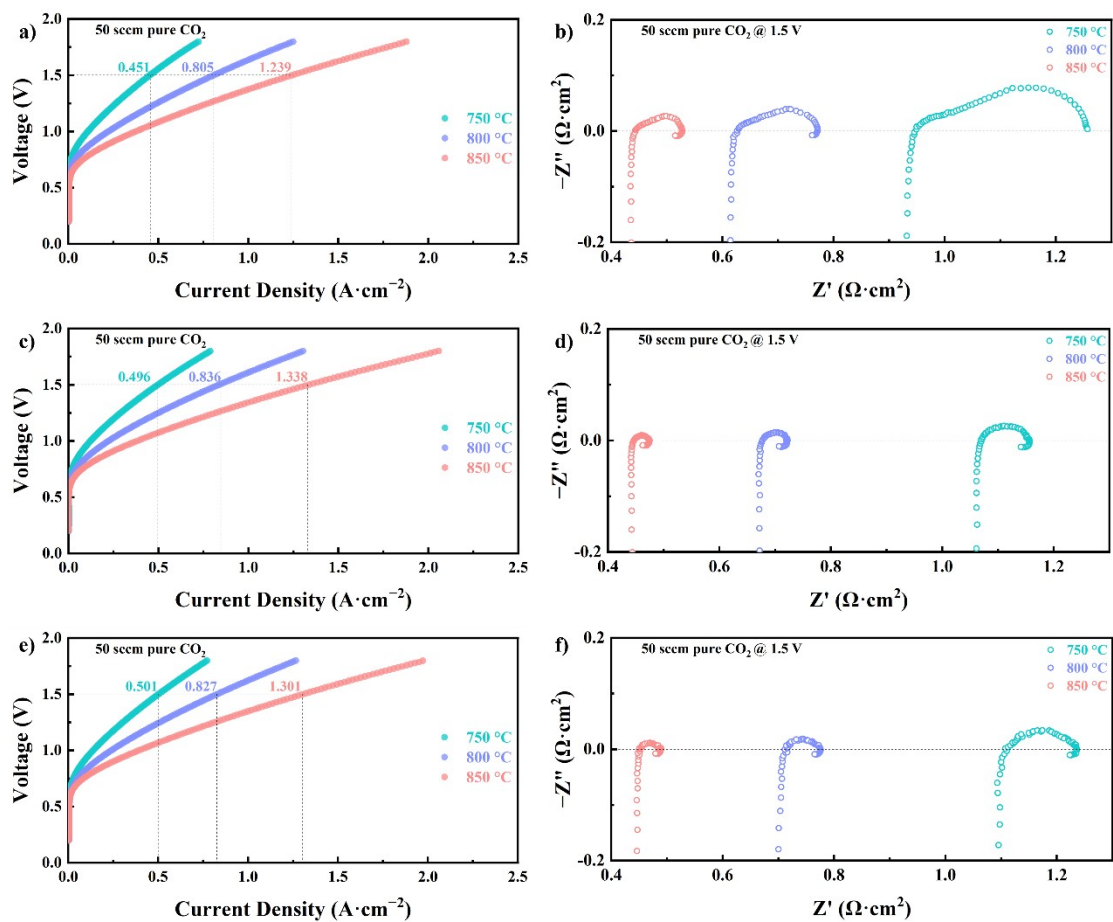 a)
50 sccm pure CO₂
2.0
1.5
1.0
0.5
0.0
Voltage (V)
0.451
0.805
1.239
750 °C
800 °C
850 °C
0.0 0.5 1.0 1.5 2.0 2.5
Current Density (A·cm⁻²)
b)
50 sccm pure CO₂ @ 1.5 V
750 °C
800 °C
850 °C
0.2
0.0
-0.2
−Z'' (Ω·cm²)
0.4 0.6 0.8 1.0 1.2
Z' (Ω·cm²)
c)
50 sccm pure CO₂
2.0
1.5
1.0
0.5
0.0
Voltage (V)
0.496
0.836
1.338
750 °C
800 °C
850 °C
0.0 0.5 1.0 1.5 2.0 2.5
Current Density (A·cm⁻²)
d)
50 sccm pure CO₂ @ 1.5 V
750 °C
800 °C
850 °C
0.2
0.0
-0.2
−Z'' (Ω·cm²)
0.4 0.6 0.8 1.0 1.2
Z' (Ω·cm²)
e)
50 sccm pure CO₂
2.0
1.5
1.0
0.5
0.0
Voltage (V)
0.501
0.827
1.301
750 °C
800 °C
850 °C
0.0 0.5 1.0 1.5 2.0 2.5
Current Density (A·cm⁻²)
f)
50 sccm pure CO₂ @ 1.5 V
750 °C
800 °C
850 °C
0.2
0.0
-0.2
−Z'' (Ω·cm²)
0.4 0.6 0.8 1.0 1.2
Z' (Ω·cm²)